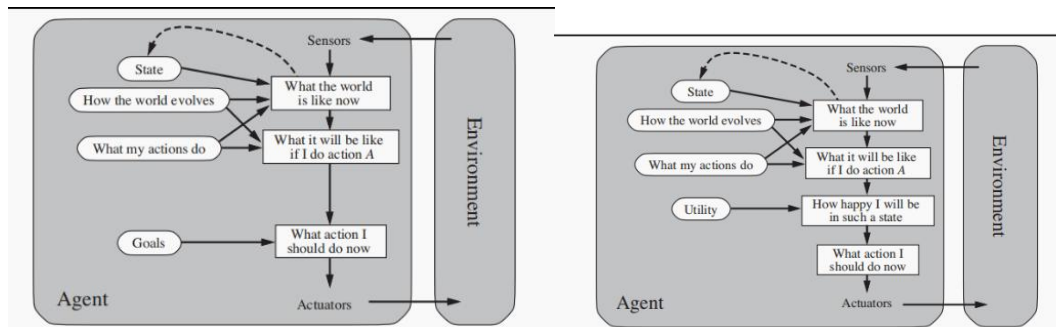 Sensors
State
What the world
is like now
How the world evolves
What my actions do
What it will be like
if I do action A
Goals
What action I
should do now
Agent
Actuators
Environment
Sensors
State
What the world
is like now
How the world evolves
What my actions do
What it will be like
if I do action A
Utility
How happy I will be
in such a state
What action I
should do now
Agent
Actuators
Environment